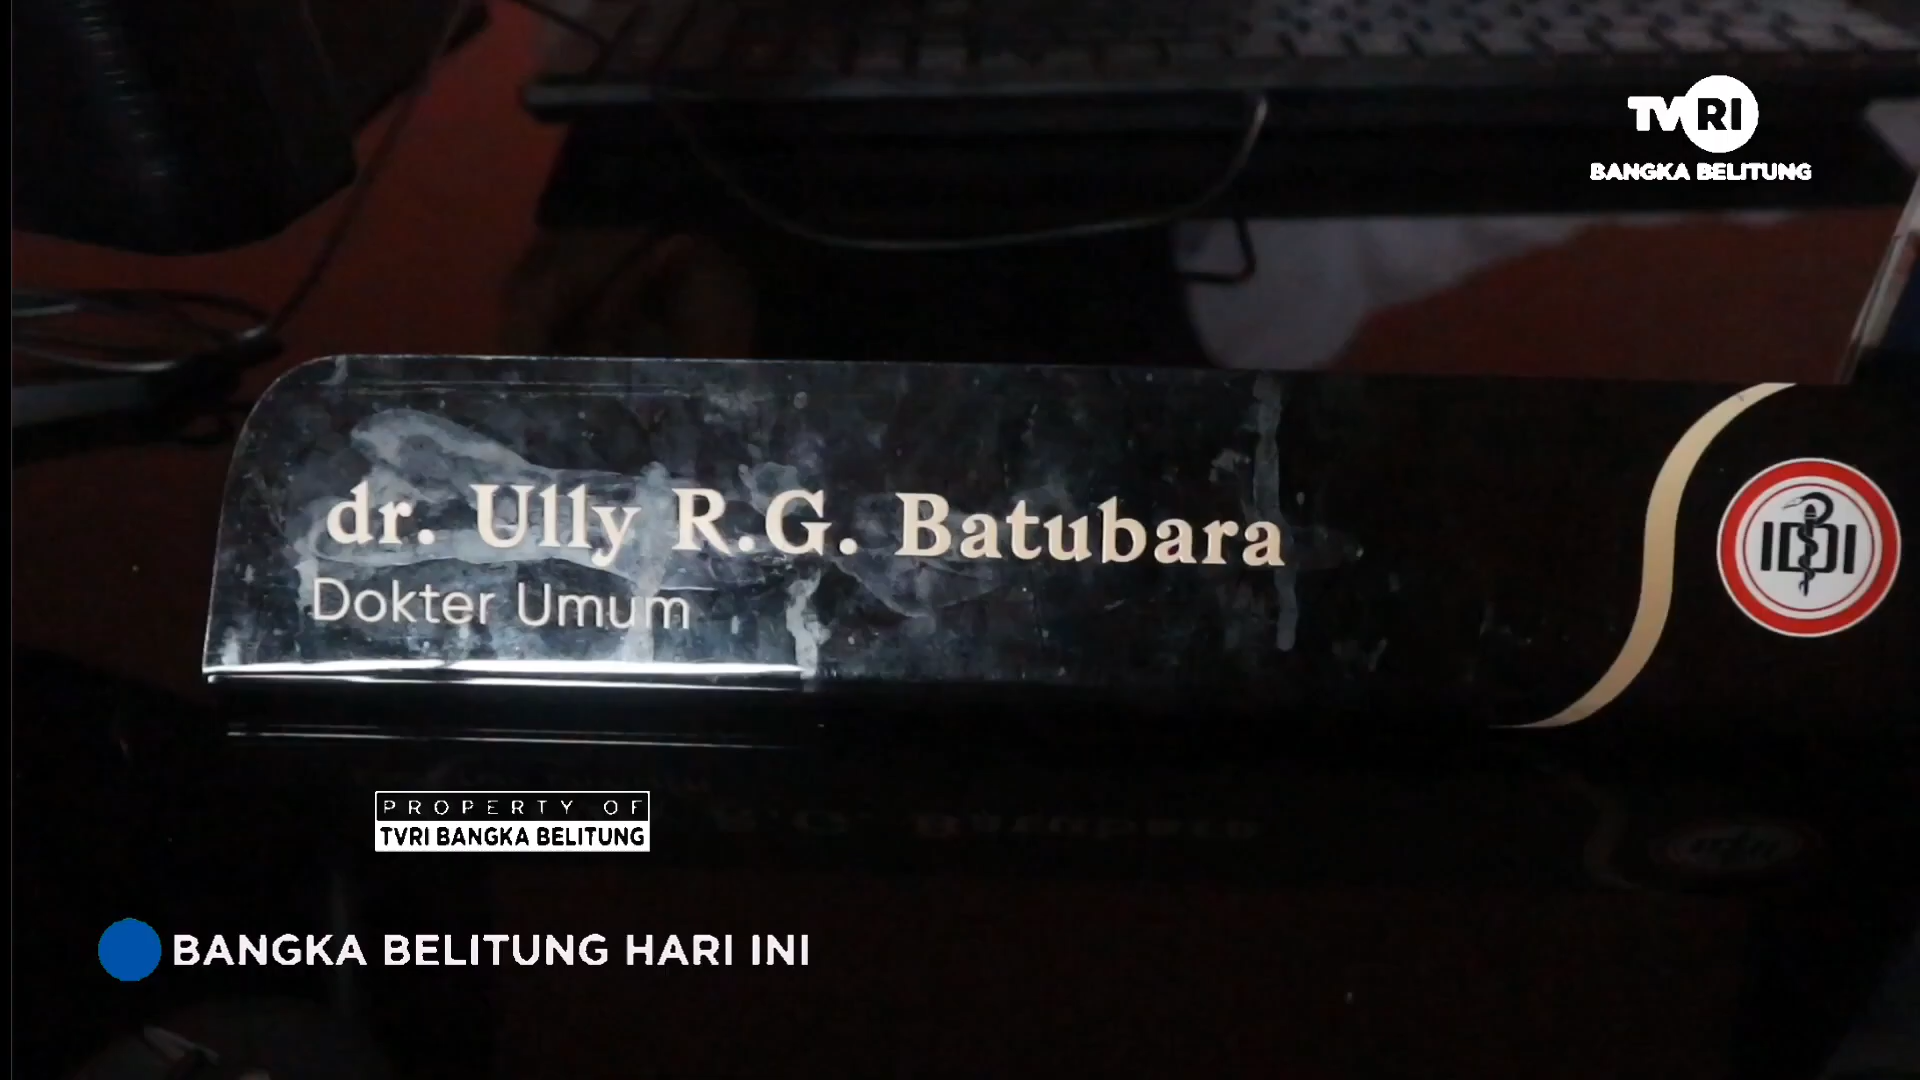 TVRI
BANGKA BELITUNG
dr. Ully R.G. Batubara
Dokter Umum
IDI
PROPERTY OF
TVRI BANGKA BELITUNG
BANGKA BELITUNG HARI INI